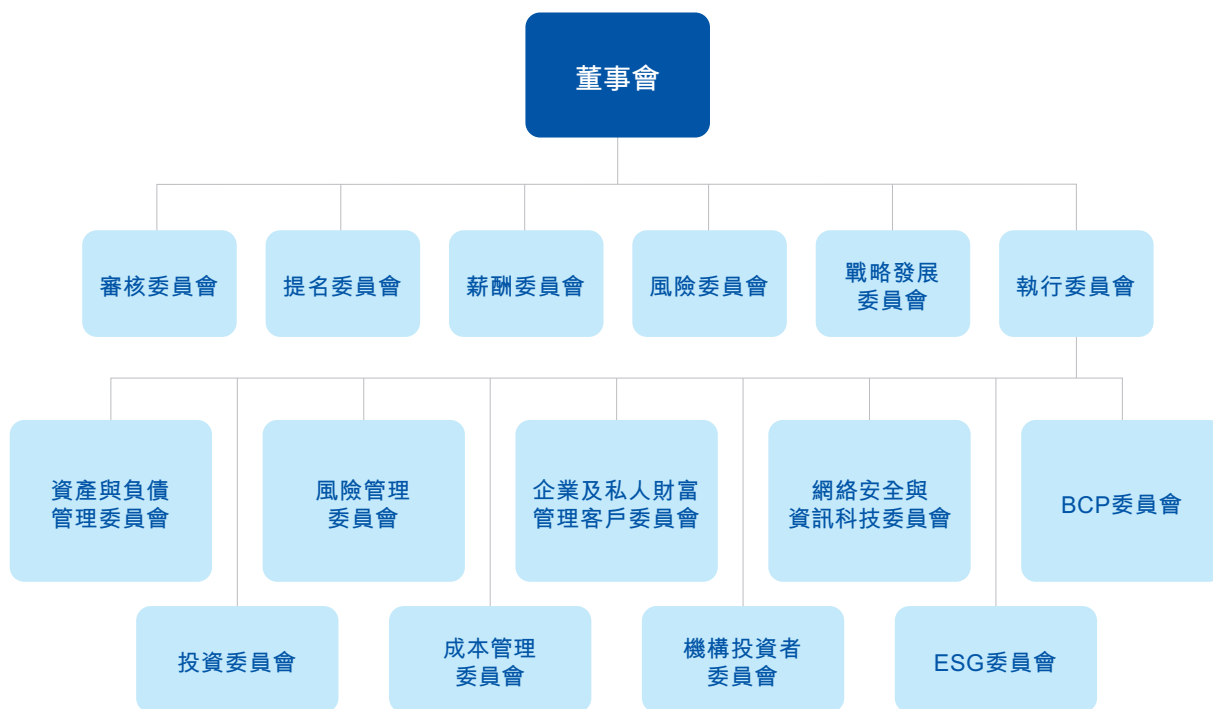 董事會
審核委員會
提名委員會
薪酬委員會
風險委員會
戰略發展
委員會
執行委員會
資產與負債
管理委員會
風險管理
委員會
企業及私人財富
管理客戶委員會
網絡安全與
資訊科技委員會
BCP委員會
投資委員會
成本管理
委員會
機構投資者
委員會
ESG委員會